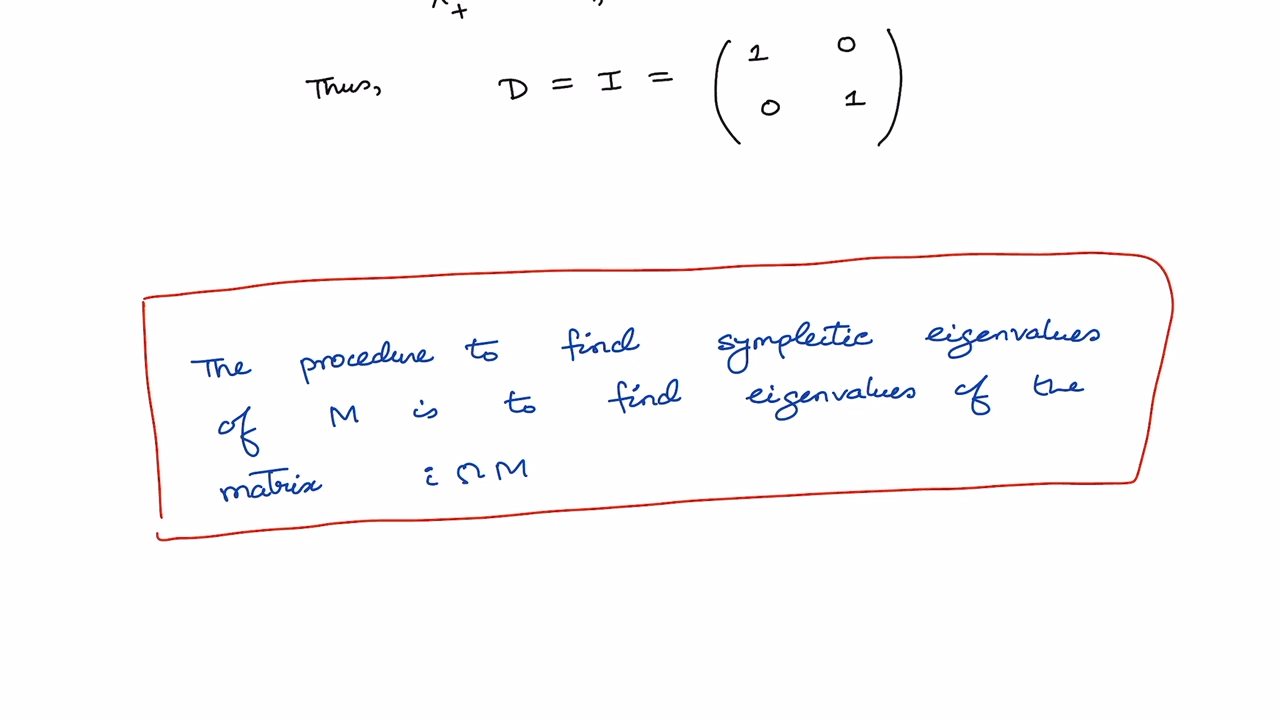 Thus, D = I = ( 1 0
0 1 )
The procedure to find symplectic eigenvalues
of M is to find eigenvalues of the
matrix i Ω M